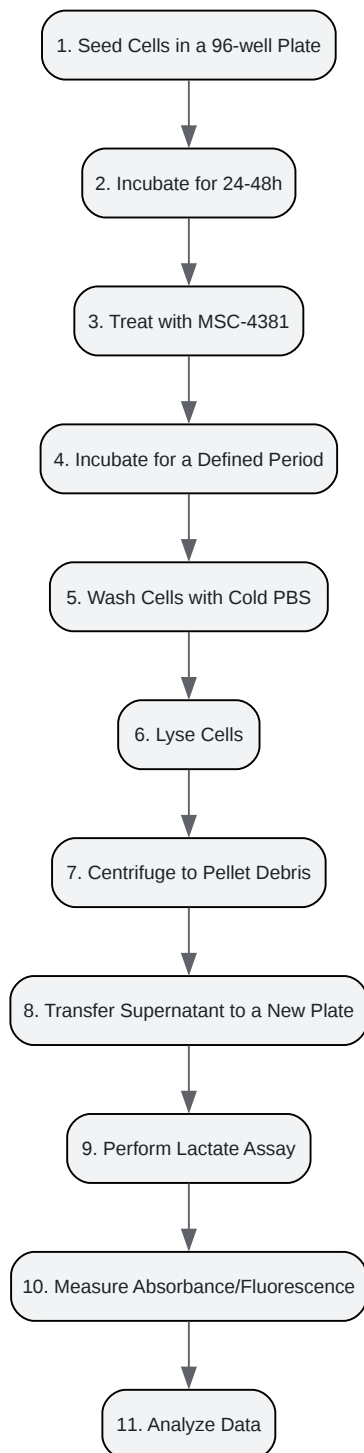 1. Seed Cells in a 96-well Plate
2. Incubate for 24-48h
3. Treat with MSC-4381
4. Incubate for a Defined Period
5. Wash Cells with Cold PBS
6. Lyse Cells
7. Centrifuge to Pellet Debris
8. Transfer Supernatant to a New Plate
9. Perform Lactate Assay
10. Measure Absorbance/Fluorescence
11. Analyze Data